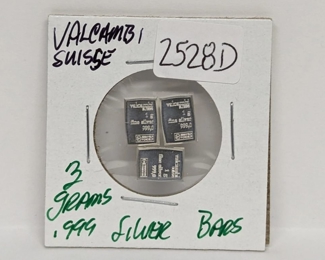 VALCAMBI
SUISSE
2528D
3
GRAMS
.999 SILVER BARS